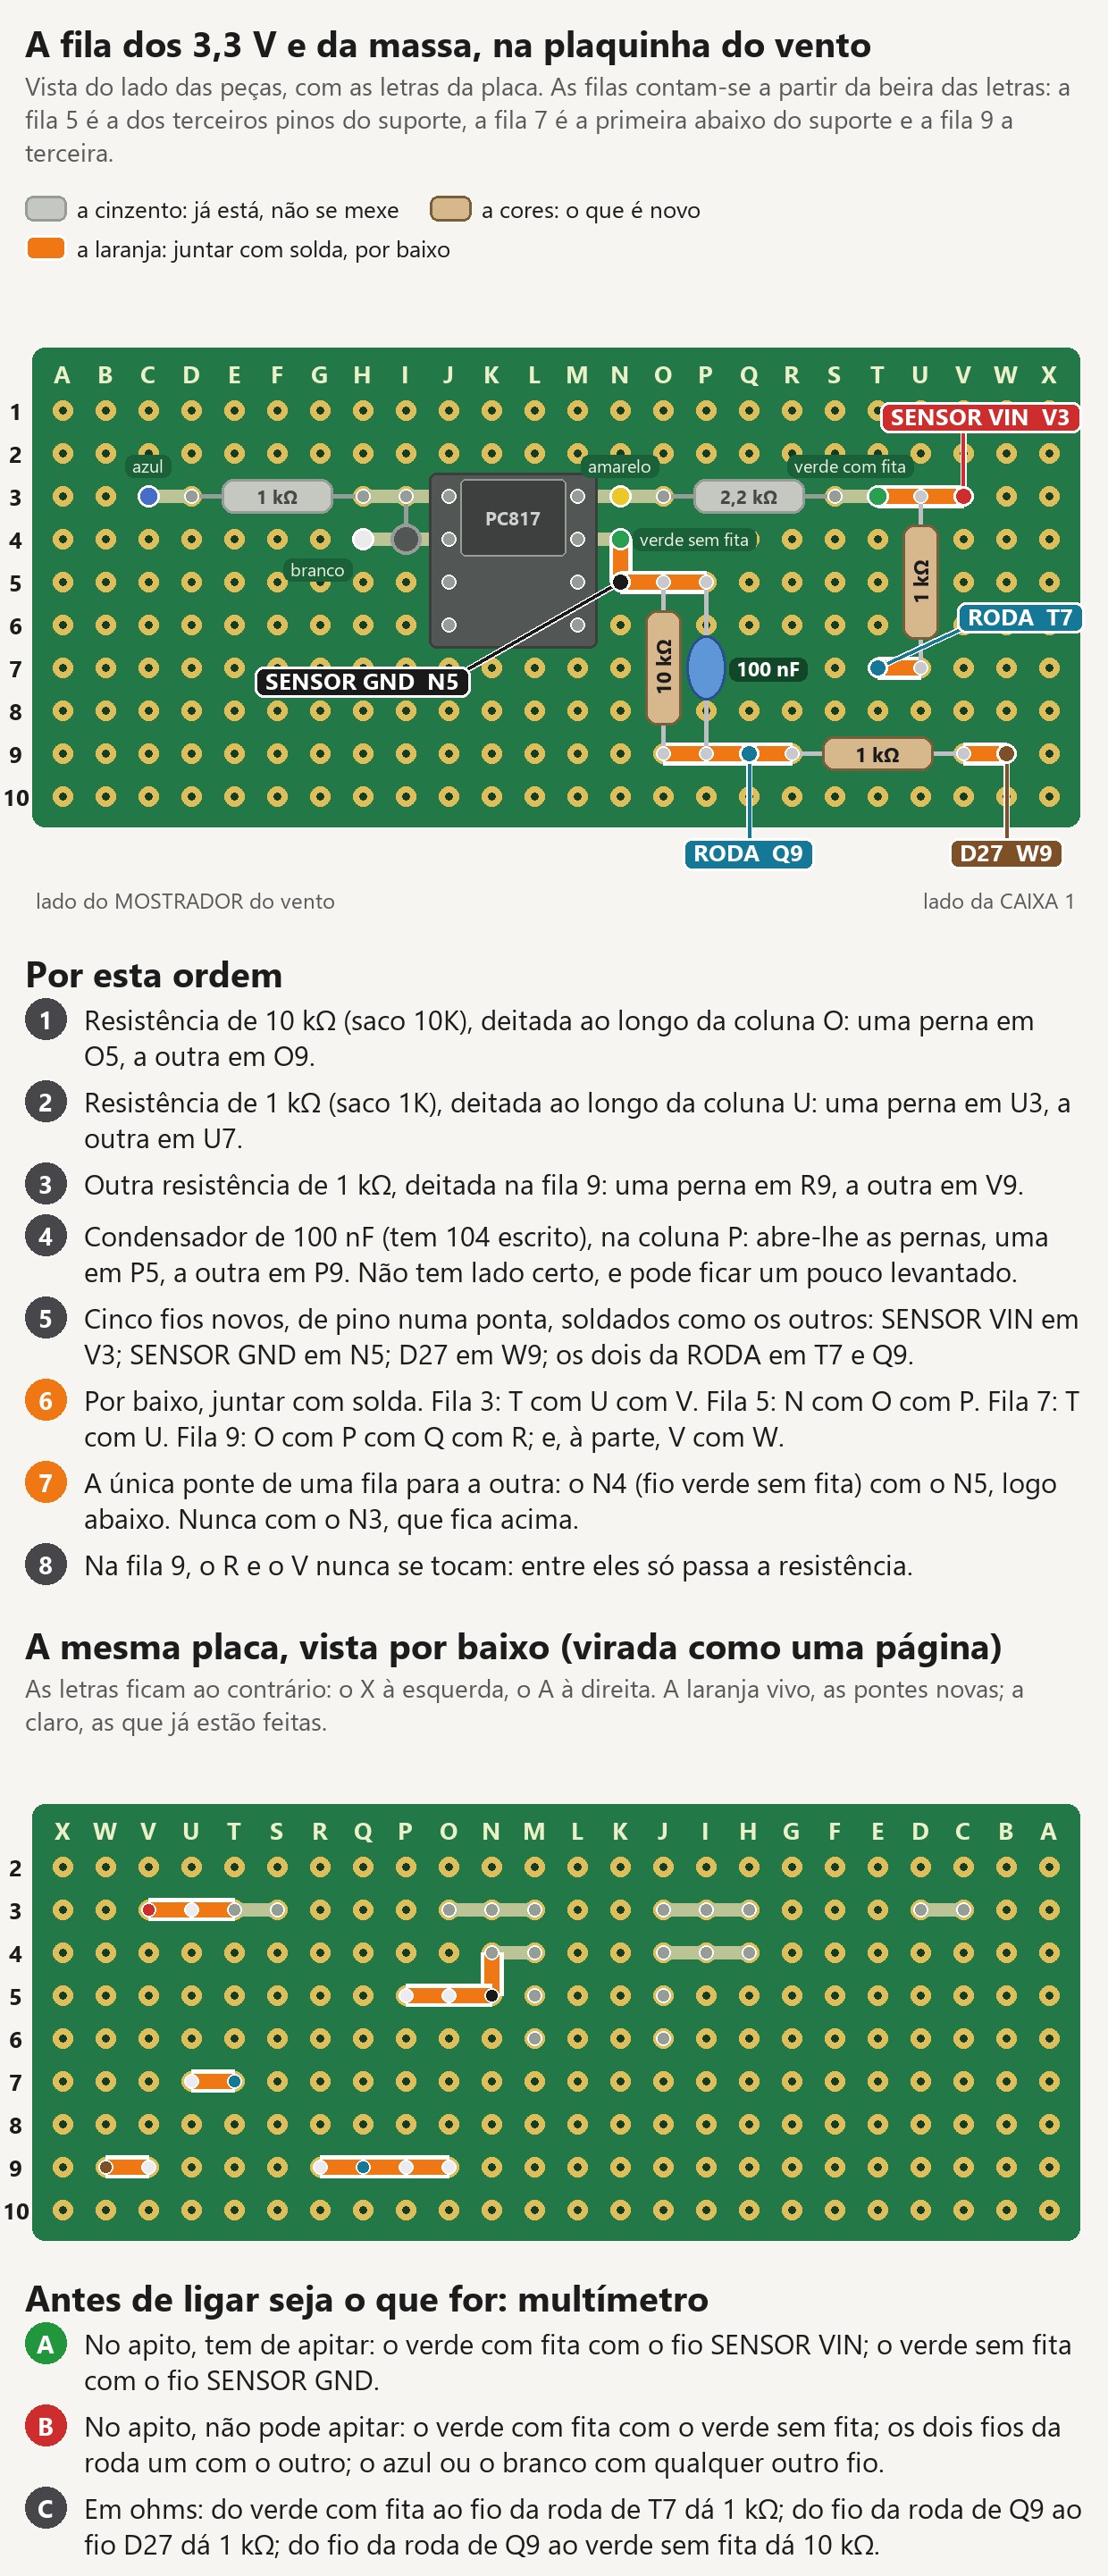 A fila dos 3,3 V e da massa, na plaquinha do vento
Vista do lado das peças, com as letras da placa. As filas contam-se a partir da beira das letras: a
fila 5 é a dos terceiros pinos do suporte, a fila 7 é a primeira abaixo do suporte e a fila 9 a
terceira.
a cinzento: já está, não se mexe
a cores: o que é novo
a laranja: juntar com solda, por baixo
A B C D E F G H I J K L M N O P Q R S T U V W X
1
SENSOR VIN V3
2
azul
amarelo
verde com fita
3
1 kΩ
PC817
2,2 kΩ
4
verde sem fita
branco
5
1 kΩ
6
RODA T7
7
SENSOR GND N5
10 kΩ
100 nF
8
9
1 kΩ
10
RODA Q9
D27 W9
lado do MOSTRADOR do vento
lado da CAIXA 1
Por esta ordem
1 Resistência de 10 kΩ (saco 10K), deitada ao longo da coluna O: uma perna em
O5, a outra em O9.
2 Resistência de 1 kΩ (saco 1K), deitada ao longo da coluna U: uma perna em U3, a
outra em U7.
3 Outra resistência de 1 kΩ, deitada na fila 9: uma perna em R9, a outra em V9.
4 Condensador de 100 nF (tem 104 escrito), na coluna P: abre-lhe as pernas, uma
em P5, a outra em P9. Não tem lado certo, e pode ficar um pouco levantado.
5 Cinco fios novos, de pino numa ponta, soldados como os outros: SENSOR VIN em
V3; SENSOR GND em N5; D27 em W9; os dois da RODA em T7 e Q9.
6 Por baixo, juntar com solda. Fila 3: T com U com V. Fila 5: N com O com P. Fila 7: T
com U. Fila 9: O com P com Q com R; e, à parte, V com W.
7 A única ponte de uma fila para a outra: o N4 (fio verde sem fita) com o N5, logo
abaixo. Nunca com o N3, que fica acima.
8 Na fila 9, o R e o V nunca se tocam: entre eles só passa a resistência.
A mesma placa, vista por baixo (virada como uma página)
As letras ficam ao contrário: o X à esquerda, o A à direita. A laranja vivo, as pontes novas; a
claro, as que já estão feitas.
X W V U T S R Q P O N M L K J I H G F E D C B A
2
3
4
5
6
7
8
9
10
Antes de ligar seja o que for: multímetro
A No apito, tem de apitar: o verde com fita com o fio SENSOR VIN; o verde sem fita
com o fio SENSOR GND.
B No apito, não pode apitar: o verde com fita com o verde sem fita; os dois fios da
roda um com o outro; o azul ou o branco com qualquer outro fio.
C Em ohms: do verde com fita ao fio da roda de T7 dá 1 kΩ; do fio da roda de Q9 ao
fio D27 dá 1 kΩ; do fio da roda de Q9 ao verde sem fita dá 10 kΩ.